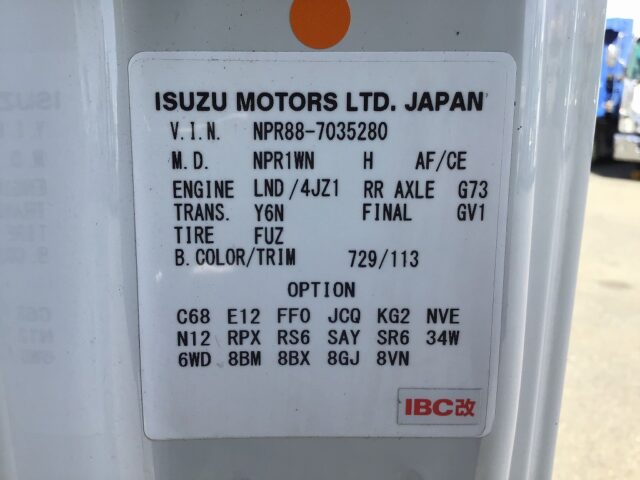 ISUZU MOTORS LTD. JAPAN
V.I.N. NPR88-7035280
M.D. NPR1WN H AF/CE
ENGINE LND/4JZ1 RR AXLE G73
TRANS. Y6N FINAL GV1
TIRE FUZ
B.COLOR/TRIM 729/113
OPTION
C68 E12 FF0 JCQ KG2 NVE
N12 RPX RS6 SAY SR6 34W
6WD 8BM 8BX 8GJ 8VN
IBC改